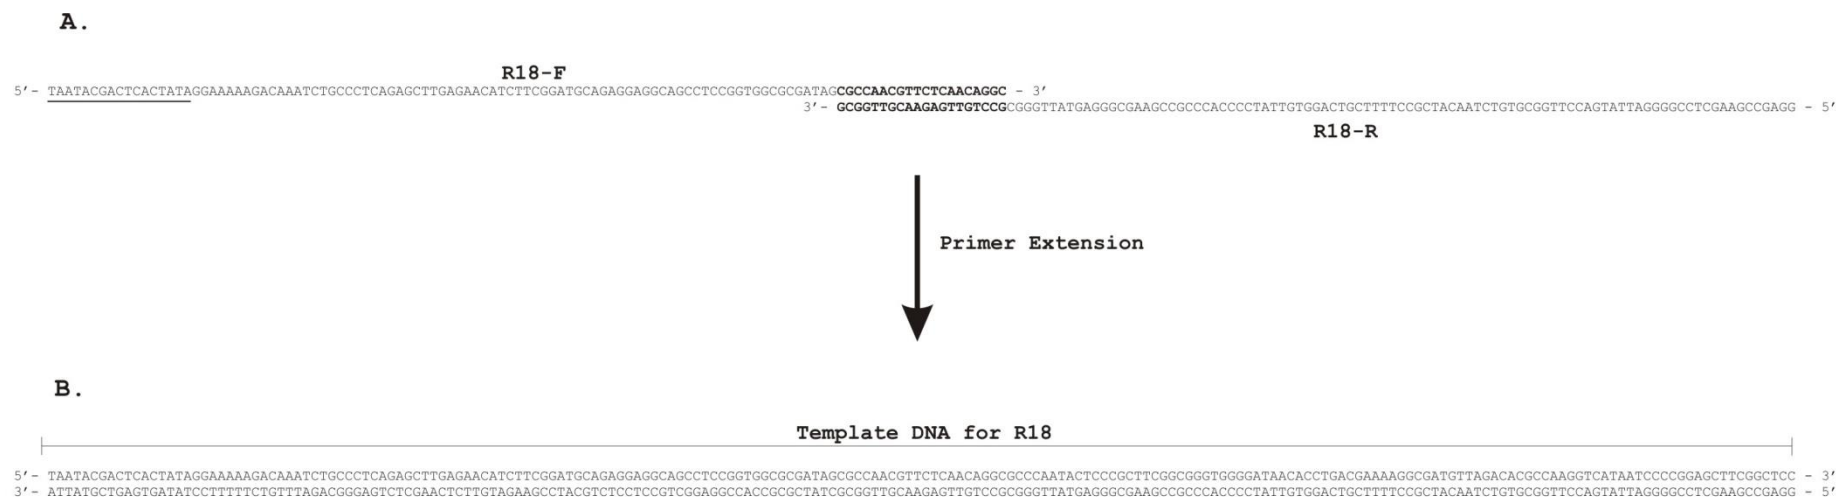 A.
R18-F
5'- TAATACGACTCACTATAGGAAAAAGACAAATCTGCCCTCAGAGCTTGAGAACATCTTCGGATGCAGAGGAGGCAGCCTCCGGTGGCGCGATAGCGCCAACGTTCTCAACAGGC - 3'
3'- GCGGTTGCAAGAGTTGTCCGCGGGTTATGAGGGCGAAGCCGCCCACCCCTATTGTGGACTGCTTTTCCGCTACAATCTGTGCGGTTCCAGTATTAGGGGCCTCGAAGCCGAGG - 5'
R18-R
Primer Extension
B.
Template DNA for R18
5'- TAATACGACTCACTATAGGAAAAAGACAAATCTGCCCTCAGAGCTTGAGAACATCTTCGGATGCAGAGGAGGCAGCCTCCGGTGGCGCGATAGCGCCAACGTTCTCAACAGGCGCCCAATACTCCCGCTTCGGCGGGTGGGGATAACACCTGACGAAAAGGCGATGTTAGACACGCCAAGGTCATAATCCCCGGAGCTTCGGCTCC - 3'
3'- ATTATGCTGAGTGATATCCTTTTTCTGTTTAGACGGGAGTCTCGAACTCTTGTAGAAGCCTACGTCTCCTCCGTCGGAGGCCACCGCGCTATCGCGGTTGCAAGAGTTGTCCGCGGGTTATGAGGGCGAAGCCGCCCACCCCTATTGTGGACTGCTTTTCCGCTACAATCTGTGCGGTTCCAGTATTAGGGGCCTCGAAGCCGAGG - 5'